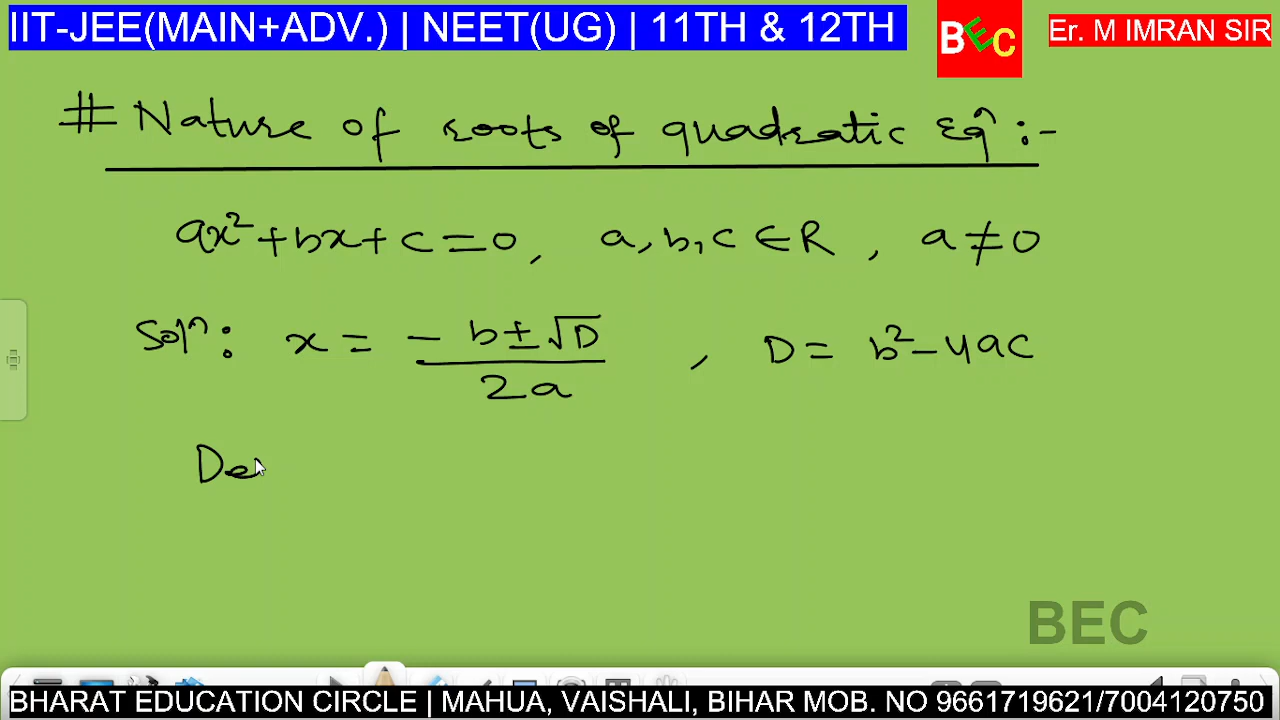 IIT-JEE(MAIN+ADV.) | NEET(UG) | 11TH & 12TH
BEC
Er. M IMRAN SIR
# Nature of roots of quadratic Eqⁿ :-
ax²+bx+c=0, a,b,c ∈ R, a≠0
Solⁿ: x = (-b±√D)/(2a), D = b²-4ac
De
BEC
BHARAT EDUCATION CIRCLE | MAHUA, VAISHALI, BIHAR MOB. NO 9661719621/7004120750